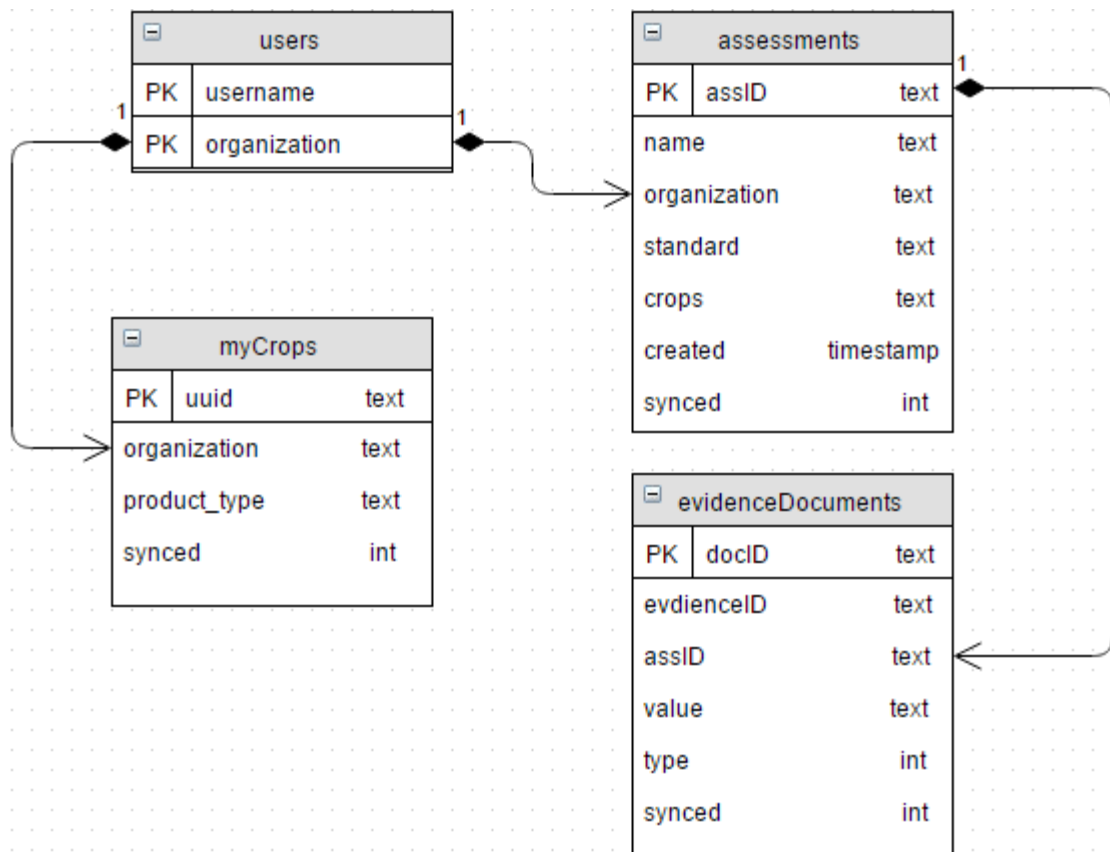 users
PK username
1
PK organization
1
assessments
1
PK assID text
name text
organization text
standard text
crops text
created timestamp
synced int
myCrops
PK uuid text
organization text
product_type text
synced int
evidenceDocuments
PK docID text
evdienceID text
assID text
value text
type int
synced int